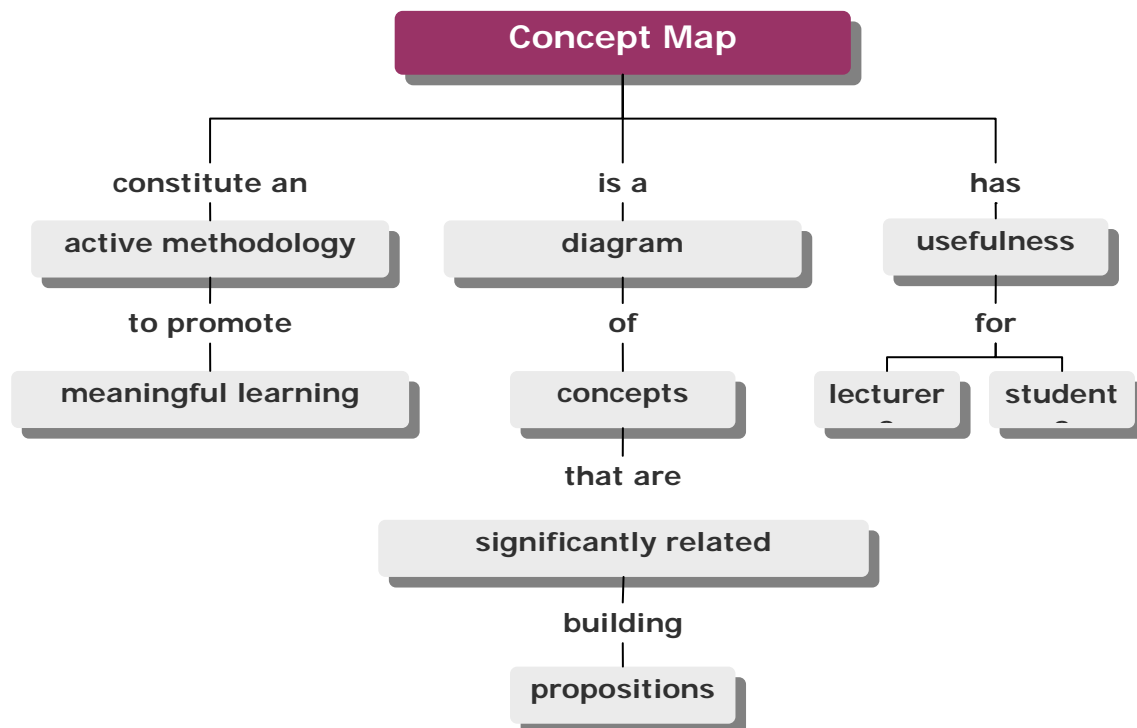 Concept Map
constitute an
is a
has
active methodology
diagram
usefulness
to promote
of
for
meaningful learning
concepts
lecturer
student
that are
significantly related
building
propositions